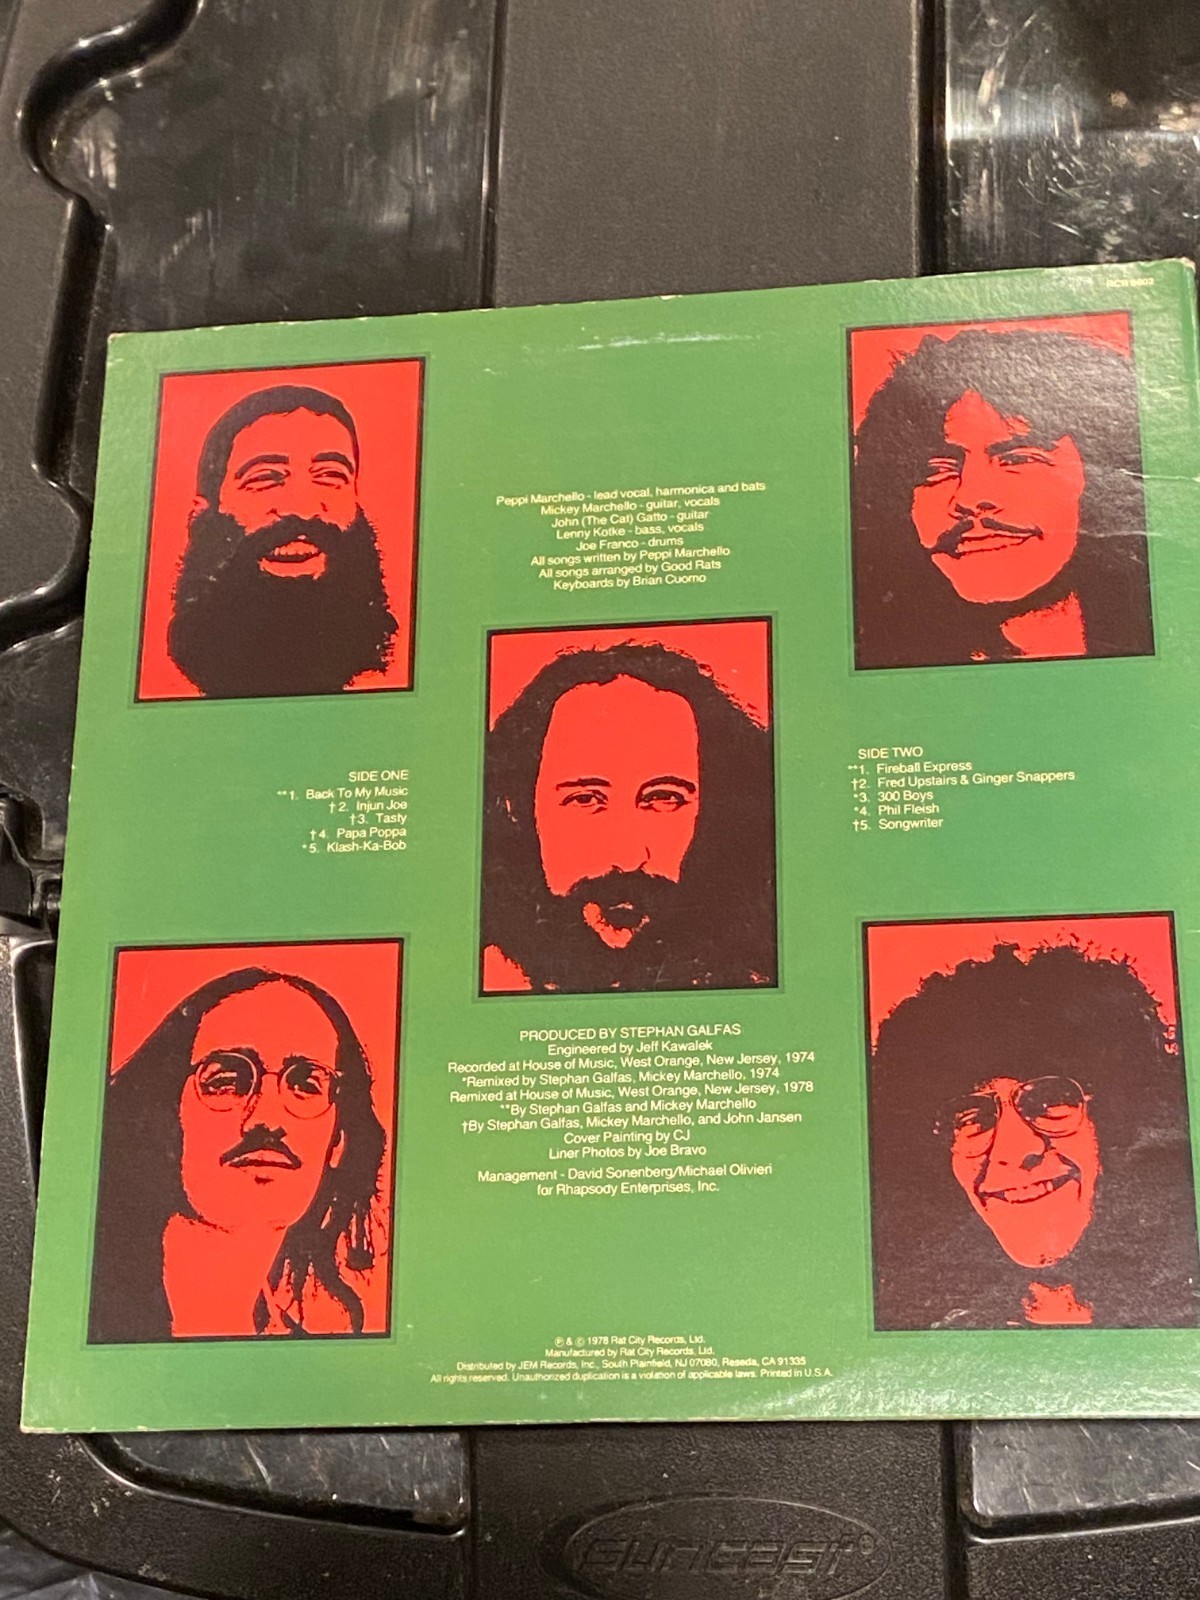 RCR 8002
Peppi Marchello - lead vocal, harmonica and bats
Mickey Marchello - guitar, vocals
John (The Cat) Gatto - guitar
Lenny Kotke - bass, vocals
Joe Franco - drums
All songs written by Peppi Marchello
All songs arranged by Good Rats
Keyboards by Brian Cuomo
SIDE ONE
**1. Back To My Music
†2. Injun Joe
†3. Tasty
†4. Papa Poppa
*5. Klash-Ka-Bob
SIDE TWO
**1. Fireball Express
†2. Fred Upstairs & Ginger Snappers
*3. 300 Boys
*4. Phil Fleish
†5. Songwriter
PRODUCED BY STEPHAN GALFAS
Engineered by Jeff Kawalek
Recorded at House of Music, West Orange, New Jersey, 1974
*Remixed by Stephan Galfas, Mickey Marchello, 1974
Remixed at House of Music, West Orange, New Jersey, 1978
**By Stephan Galfas and Mickey Marchello
†By Stephan Galfas, Mickey Marchello, and John Jansen
Cover Painting by CJ
Liner Photos by Joe Bravo
Management - David Sonenberg/Michael Olivieri
for Rhapsody Enterprises, Inc.
℗ & © 1978 Rat City Records, Ltd.
Manufactured by Rat City Records, Ltd.
Distributed by JEM Records, Inc., South Plainfield, NJ 07080, Reseda, CA 91335
All rights reserved. Unauthorized duplication is a violation of applicable laws. Printed in U.S.A.
SUNCAST®